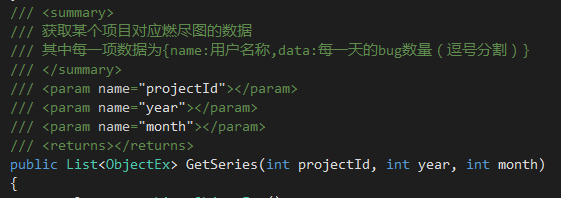 /// <summary>
/// 获取某个项目对应燃尽图的数据
/// 其中每一项数据为{name:用户名称,data:每一天的bug数量（逗号分割）}
/// </summary>
/// <param name="projectId"></param>
/// <param name="year"></param>
/// <param name="month"></param>
/// <returns></returns>
public List<ObjectEx> GetSeries(int projectId, int year, int month)
{